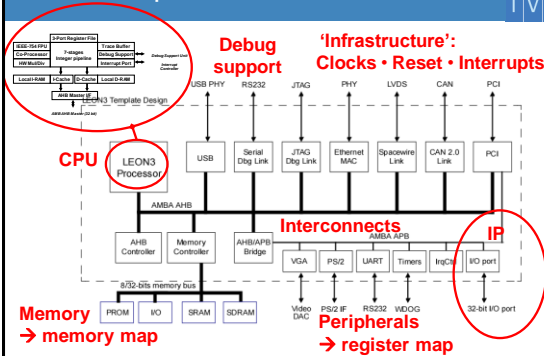 T V
3-Port Register File
IEEE-754 FPU
Co-Processor
HW Mul/Div
7-stages
Integer pipeline
Trace Buffer
Debug Support
Interrupt Port
Debug Support Unit
Interrupt
Controller
Local I-RAM
I-Cache
D-Cache
Local D-RAM
AHB Master I/F
AMBA AHB Master (32 bit)
Debug
support
‘Infrastructure’:
Clocks • Reset • Interrupts
USB PHY
RS232
JTAG
PHY
LVDS
CAN
PCI
LEON3 Template Design
CPU
LEON3
Processor
USB
Serial
Dbg Link
JTAG
Dbg Link
Ethernet
MAC
Spacewire
Link
CAN 2.0
Link
PCI
AMBA AHB
Interconnects
AMBA APB
IP
AHB
Controller
Memory
Controller
AHB/APB
Bridge
VGA
PS/2
UART
Timers
IrqCtrl
I/O port
8/32-bits memory bus
PROM
I/O
SRAM
SDRAM
Video
DAC
PS/2 IF
RS232
WDOG
32-bit I/O port
Memory
→ memory map
Peripherals
→ register map